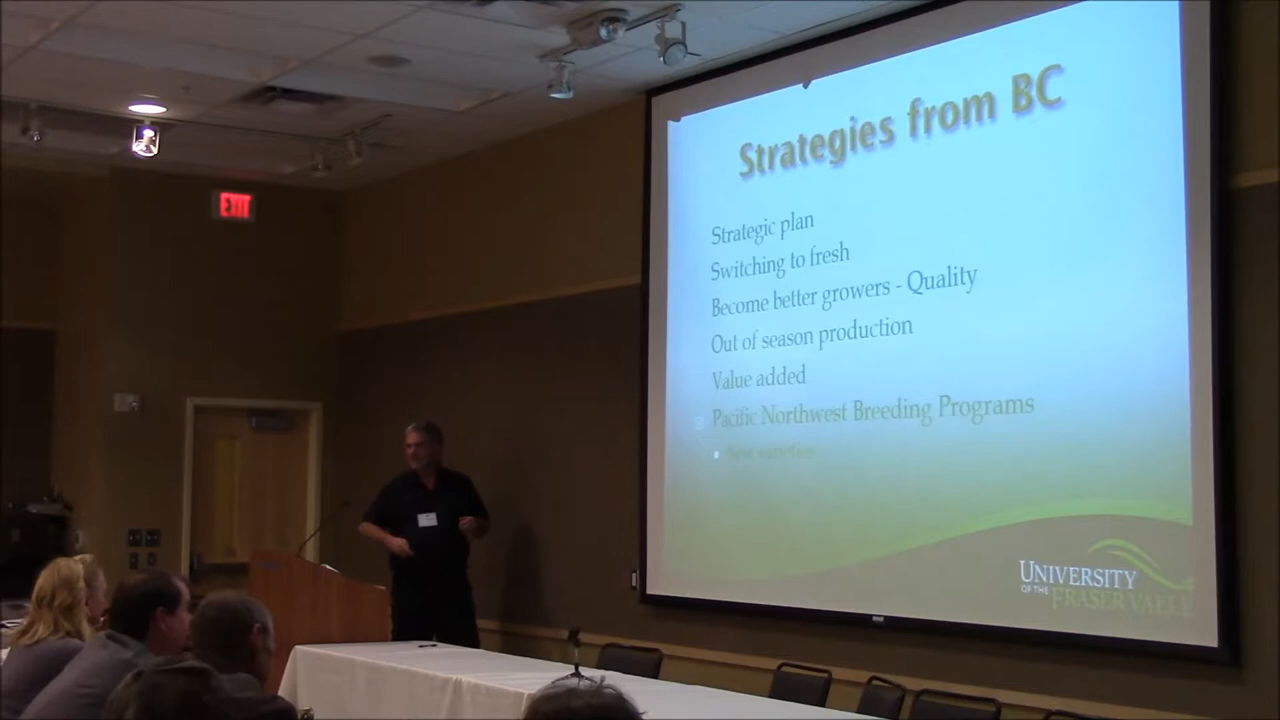 EXIT
Strategies from BC
Strategic plan
Switching to fresh
Become better growers - Quality
Out of season production
Value added
Pacific Northwest Breeding Programs
UNIVERSITY
OF THE
FRASER VALLEY